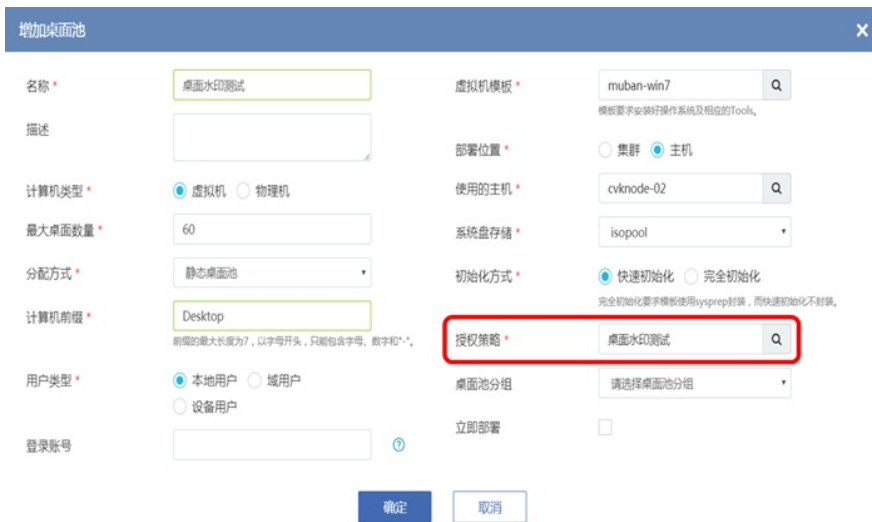 增加桌面池
名称 * 桌面水印测试
描述
计算机类型 * 虚拟机 物理机
最大桌面数量 * 60
分配方式 * 静态桌面池
计算机前缀 * Desktop
前缀的最大长度为7，以字母开头，只能包含字母、数字和"-"。
用户类型 * 本地用户 域用户
设备用户
登录账号
虚拟机模板 * muban-win7
模板要求安装好操作系统及相应的Tools。
部署位置 * 集群 主机
使用的主机 * cvknode-02
系统盘存储 * isopool
初始化方式 * 快速初始化 完全初始化
完全初始化要求模板使用sysprep封装，而快速初始化不封装。
授权策略 * 桌面水印测试
桌面池分组 请选择桌面池分组
立即部署
确定 取消